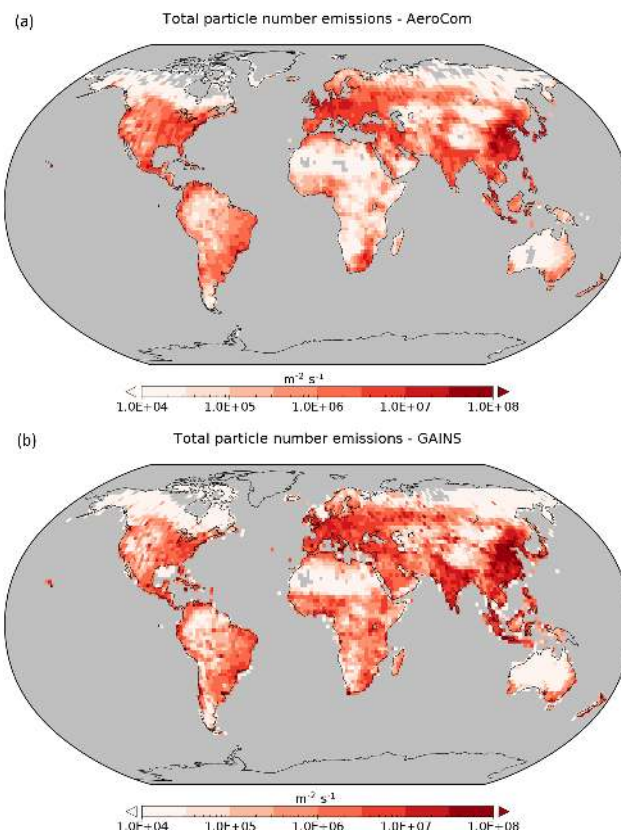 (a)
Total particle number emissions - AeroCom
m-2 s-1
1.0E+04 1.0E+05 1.0E+06 1.0E+07 1.0E+08
(b)
Total particle number emissions - GAINS
m-2 s-1
1.0E+04 1.0E+05 1.0E+06 1.0E+07 1.0E+08